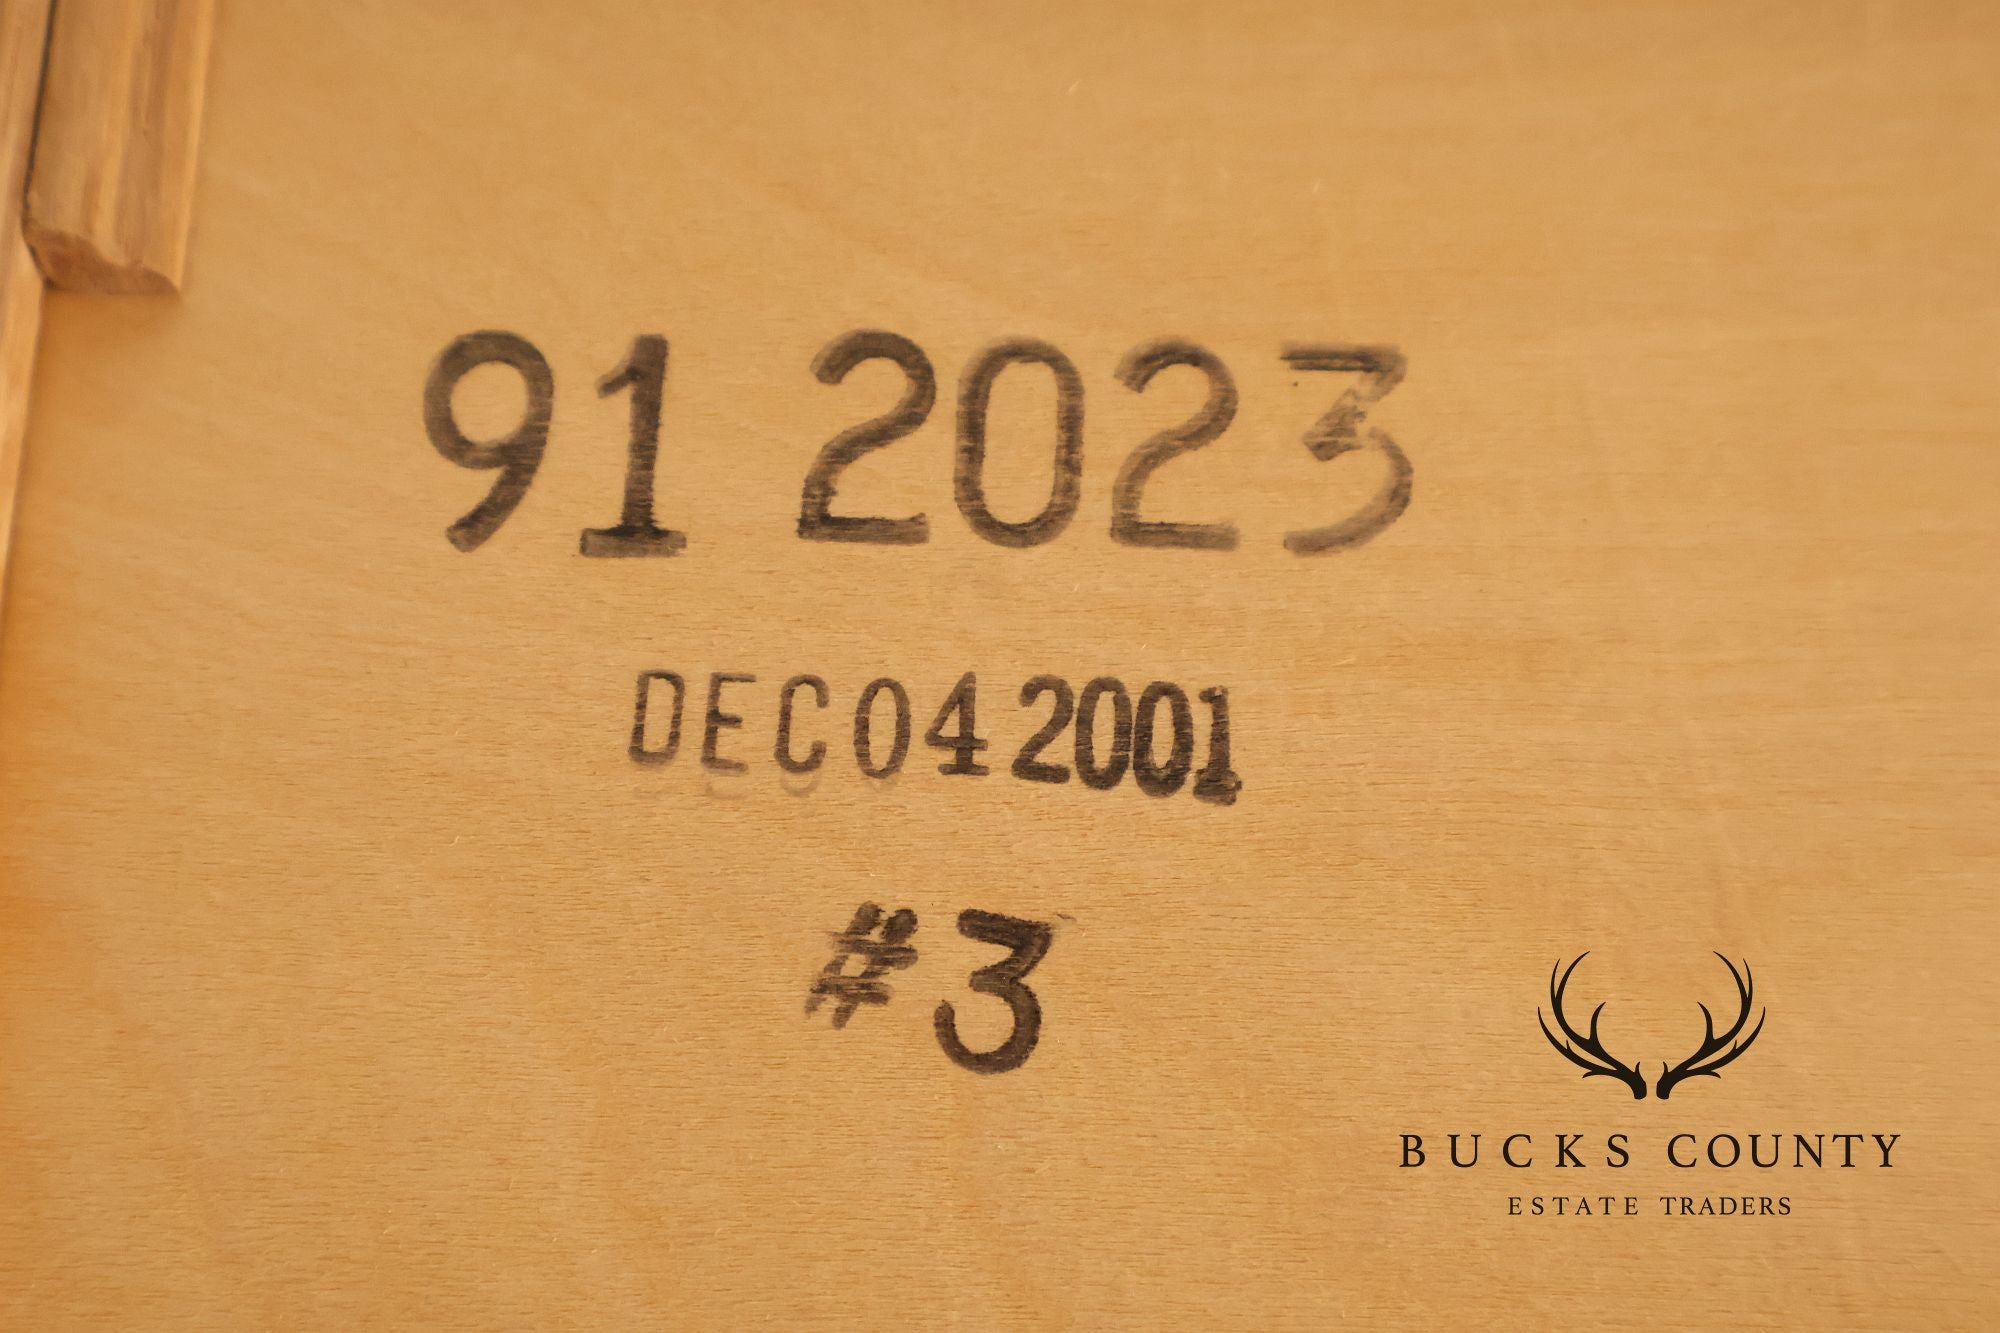 91 2023
DEC 04 2001
#3
BUCKS COUNTY
ESTATE TRADERS